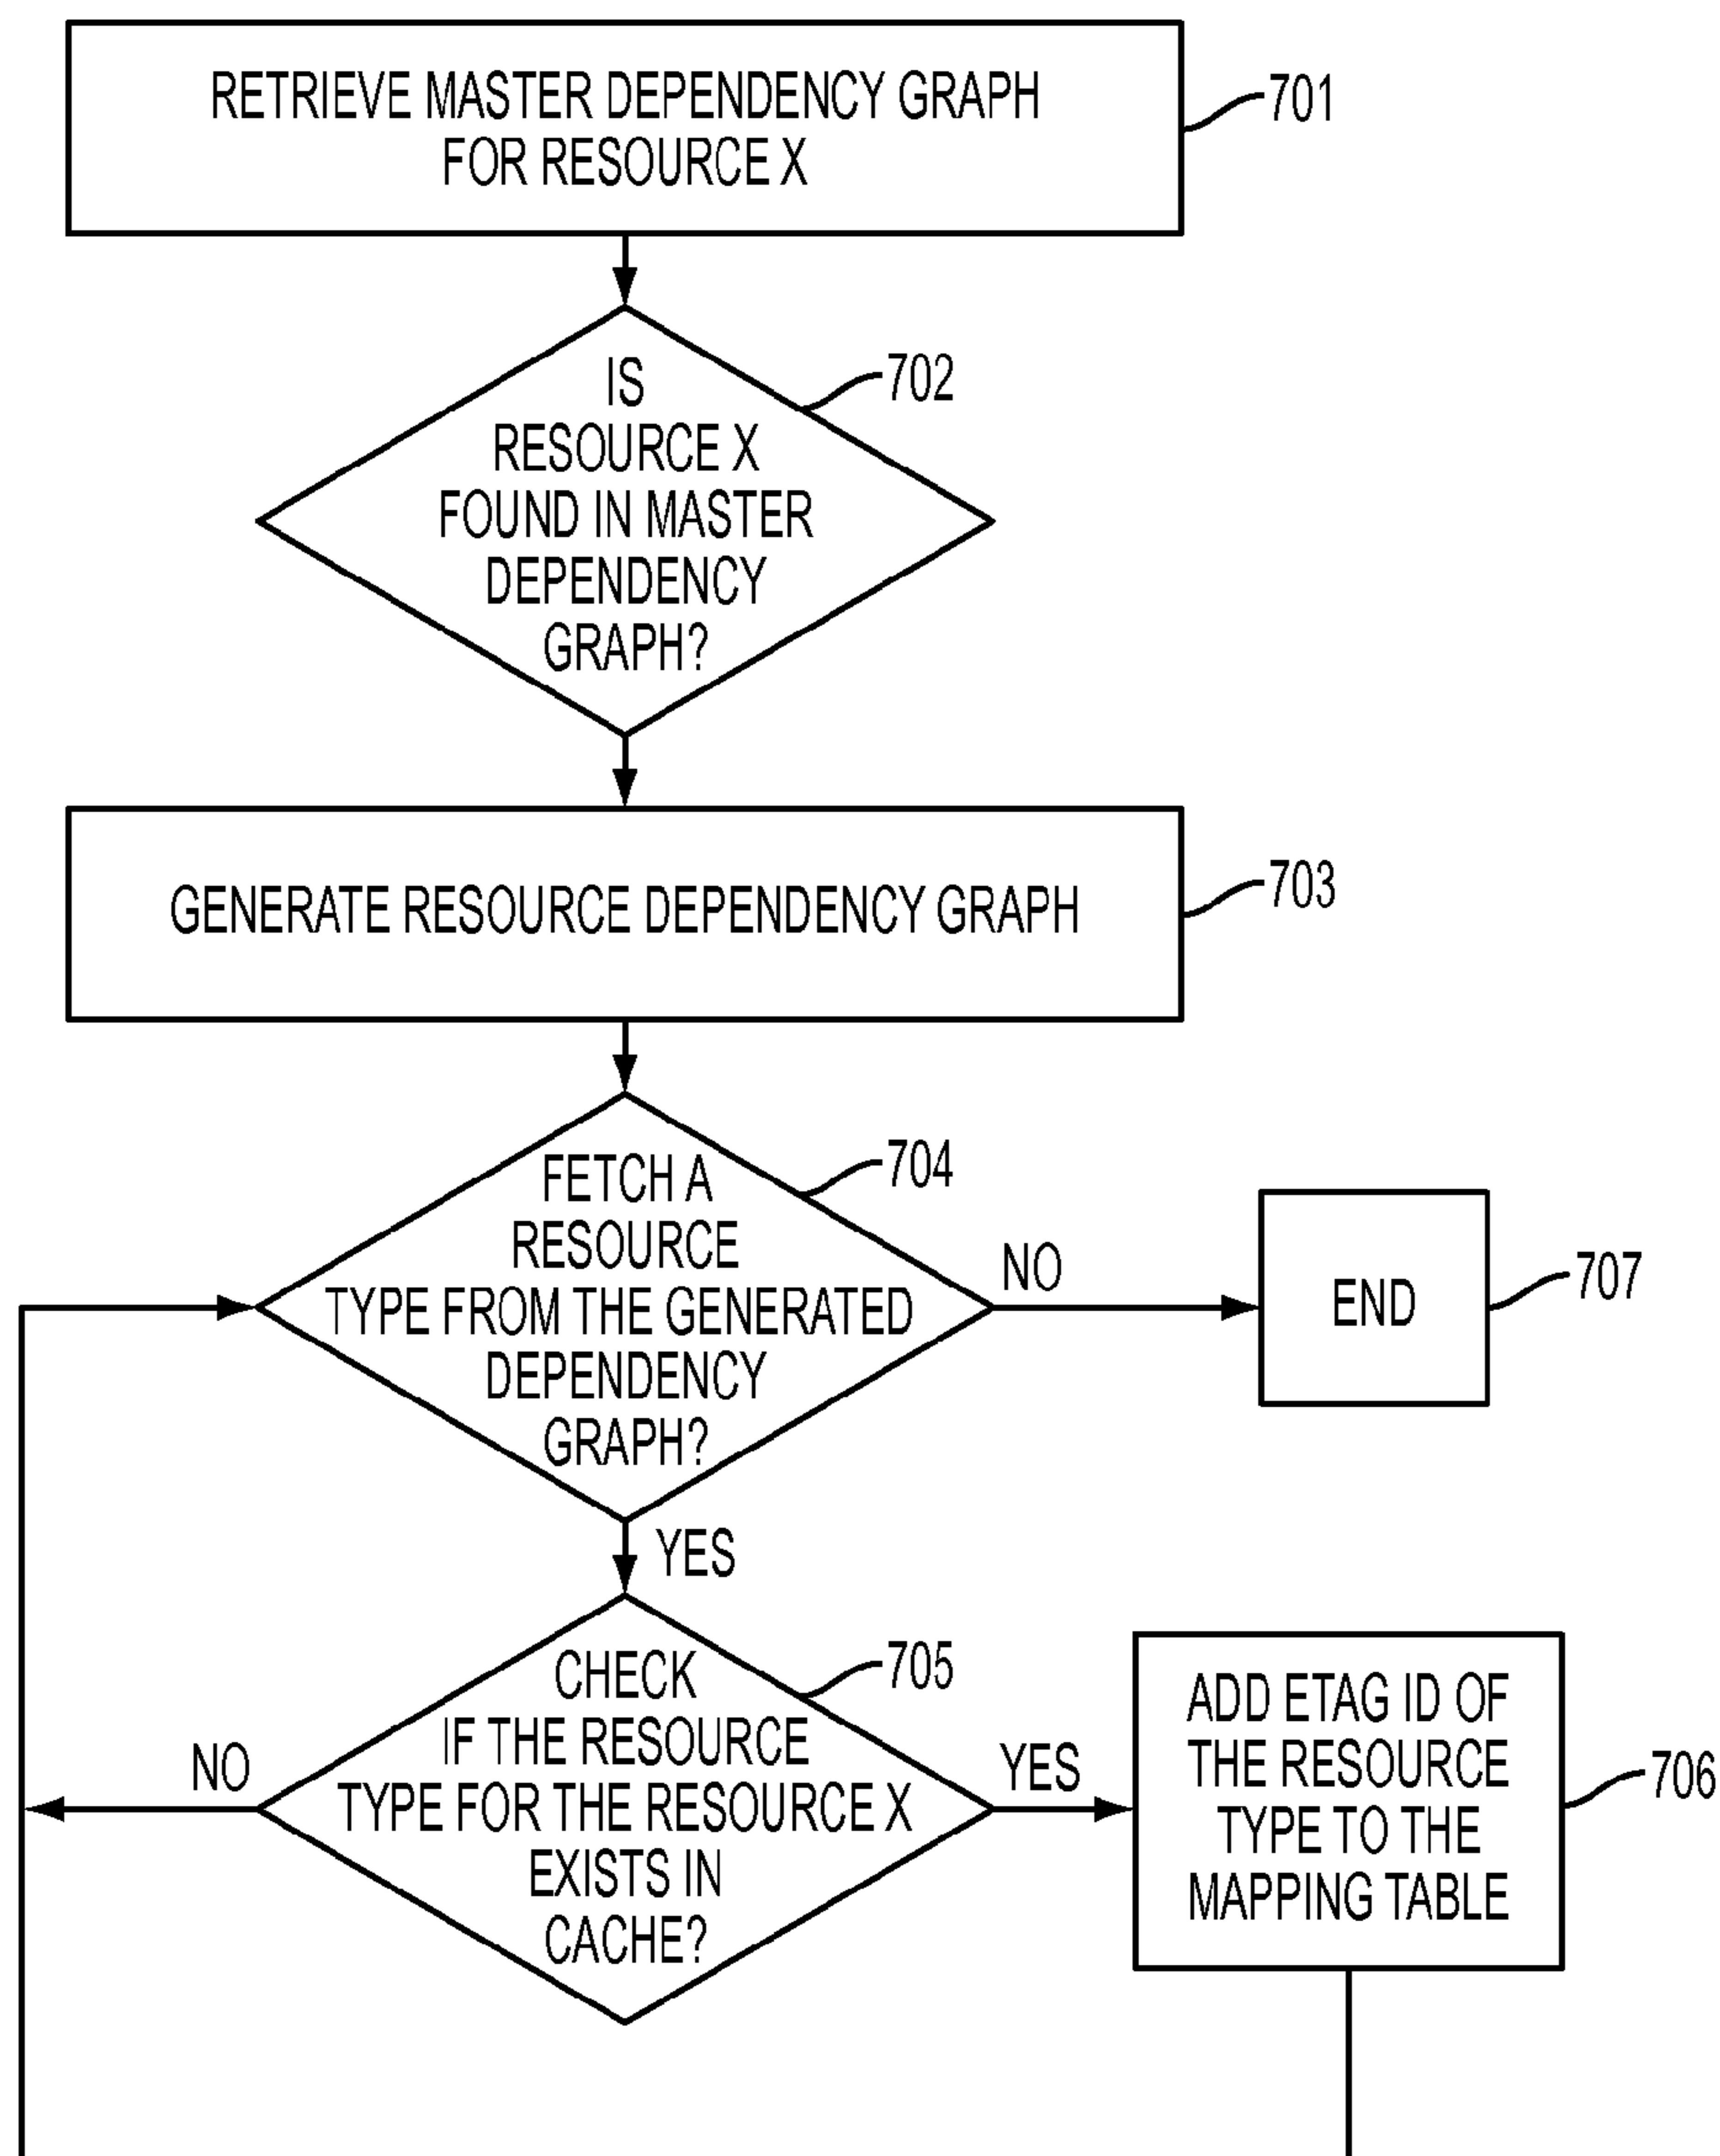 RETRIEVE MASTER DEPENDENCY GRAPH
FOR RESOURCE X
701
IS
RESOURCE X
FOUND IN MASTER
DEPENDENCY
GRAPH?
702
GENERATE RESOURCE DEPENDENCY GRAPH
703
FETCH A
RESOURCE
TYPE FROM THE GENERATED
DEPENDENCY
GRAPH?
704
NO
END
707
YES
CHECK
IF THE RESOURCE
TYPE FOR THE RESOURCE X
EXISTS IN
CACHE?
705
NO
YES
ADD ETAG ID OF
THE RESOURCE
TYPE TO THE
MAPPING TABLE
706